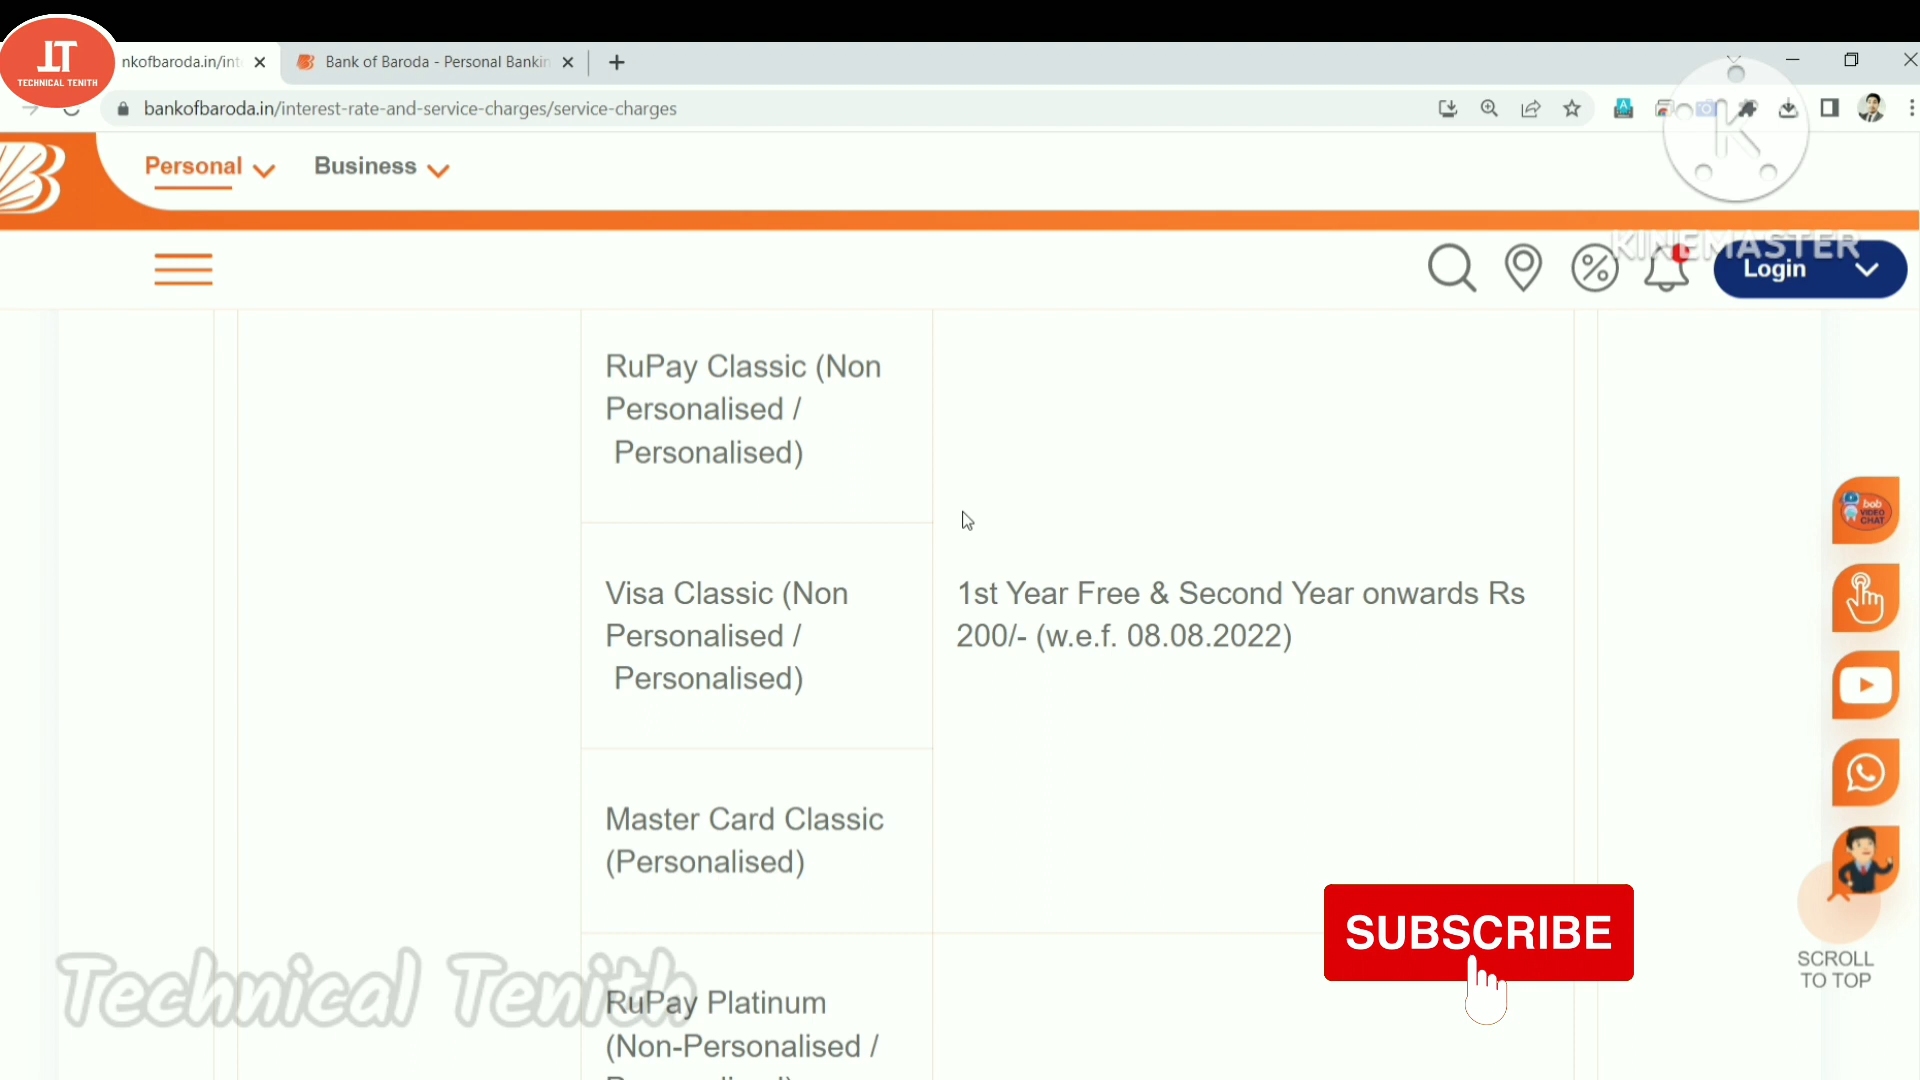 TECHNICAL TENITH
nkofbaroda.in/int
Bank of Baroda - Personal Bankin
bankofbaroda.in/interest-rate-and-service-charges/service-charges
Personal
Business
K
KINEMASTER
Login
RuPay Classic (Non
Personalised /
Personalised)
Visa Classic (Non
Personalised /
Personalised)
1st Year Free & Second Year onwards Rs
200/- (w.e.f. 08.08.2022)
Master Card Classic
(Personalised)
RuPay Platinum
(Non-Personalised /
bob
VIDEO
CHAT
SUBSCRIBE
SCROLL
TO TOP
Technical Tenith